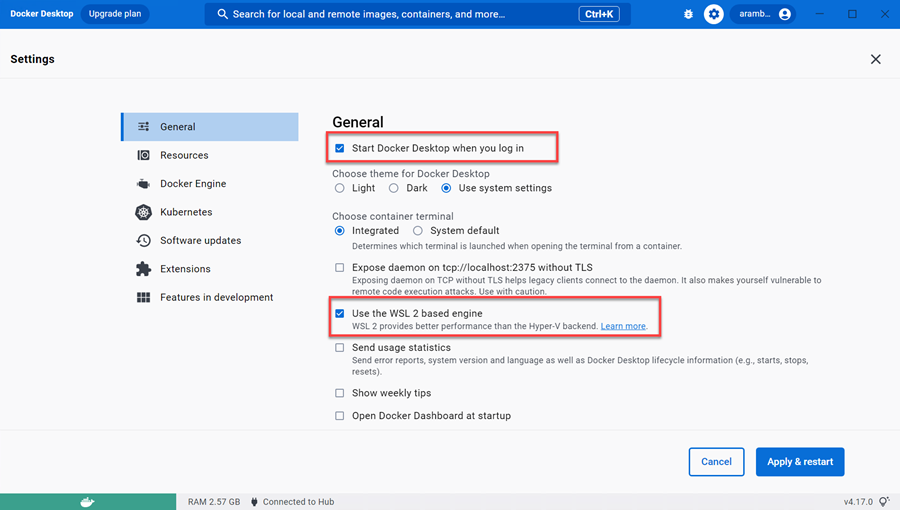 Docker Desktop
Upgrade plan
Search for local and remote images, containers, and more...
Ctrl+K
aramb...
Settings
General
Resources
Docker Engine
Kubernetes
Software updates
Extensions
Features in development
General
Start Docker Desktop when you log in
Choose theme for Docker Desktop
Light Dark Use system settings
Choose container terminal
Integrated System default
Determines which terminal is launched when opening the terminal from a container.
Expose daemon on tcp://localhost:2375 without TLS
Exposing daemon on TCP without TLS helps legacy clients connect to the daemon. It also makes yourself vulnerable to
remote code execution attacks. Use with caution.
Use the WSL 2 based engine
WSL 2 provides better performance than the Hyper-V backend. Learn more.
Send usage statistics
Send error reports, system version and language as well as Docker Desktop lifecycle information (e.g., starts, stops,
resets).
Show weekly tips
Open Docker Dashboard at startup
Cancel
Apply & restart
RAM 2.57 GB Connected to Hub
v4.17.0